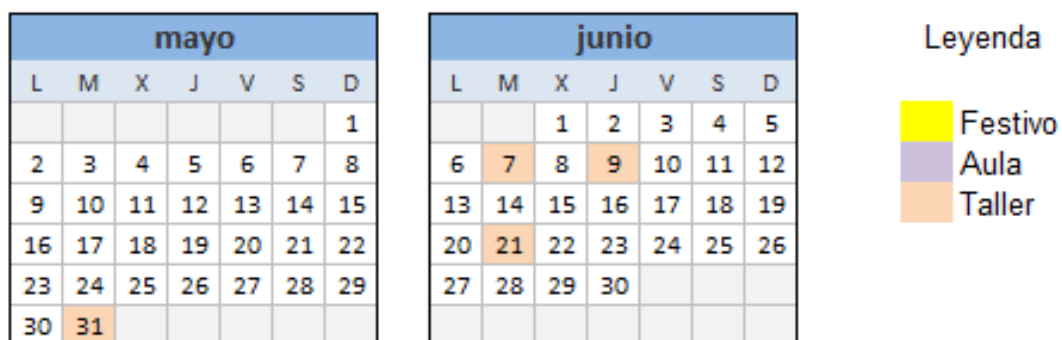 mayo
L M X J V S D
1
2 3 4 5 6 7 8
9 10 11 12 13 14 15
16 17 18 19 20 21 22
23 24 25 26 27 28 29
30 31
junio
L M X J V S D
1 2 3 4 5
6 7 8 9 10 11 12
13 14 15 16 17 18 19
20 21 22 23 24 25 26
27 28 29 30
Leyenda
Festivo
Aula
Taller